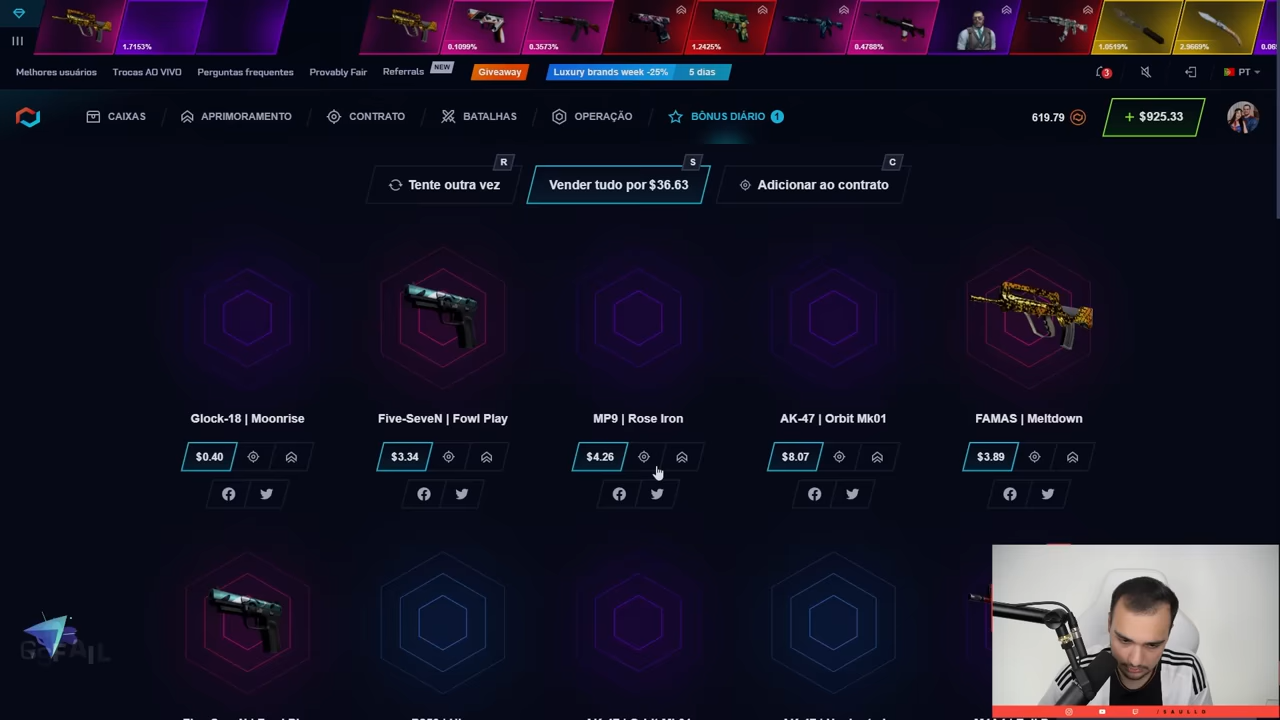 1.7153%
0.1099%
0.3573%
1.2425%
0.4788%
1.0519%
2.9669%
Melhores usuários
Trocas AO VIVO
Perguntas frequentes
Provably Fair
Referrals
NEW
Giveaway
Luxury brands week -25%
5 dias
3
PT
CAIXAS
APRIMORAMENTO
CONTRATO
BATALHAS
OPERAÇÃO
BÔNUS DIÁRIO
1
619.79
+ $925.33
R
S
C
Tente outra vez
Vender tudo por $36.63
Adicionar ao contrato
Glock-18 | Moonrise
Five-SeveN | Fowl Play
MP9 | Rose Iron
AK-47 | Orbit Mk01
FAMAS | Meltdown
$0.40
$3.34
$4.26
$8.07
$3.89
/SAULLO